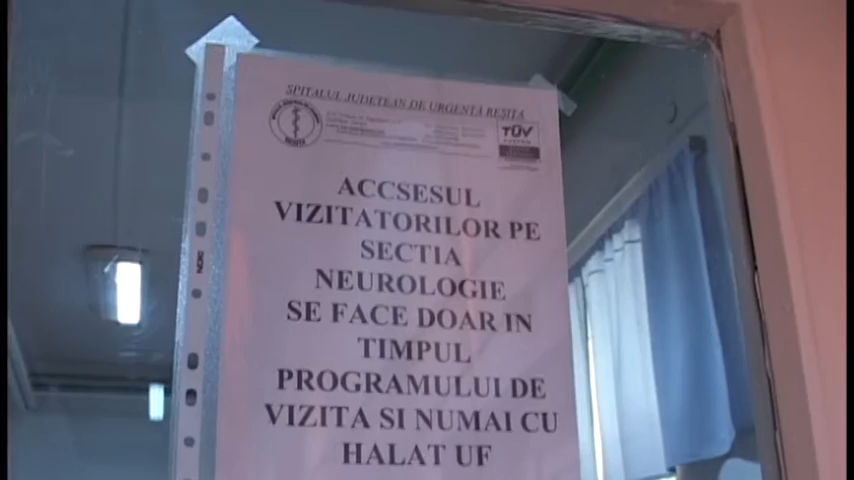 SPITALUL JUDETEAN DE URGENTA RESITA
TÜV
ACCSESUL
VIZITATORILOR PE
SECTIA
NEUROLOGIE
SE FACE DOAR IN
TIMPUL
PROGRAMULUI DE
VIZITA SI NUMAI CU
HALAT UF